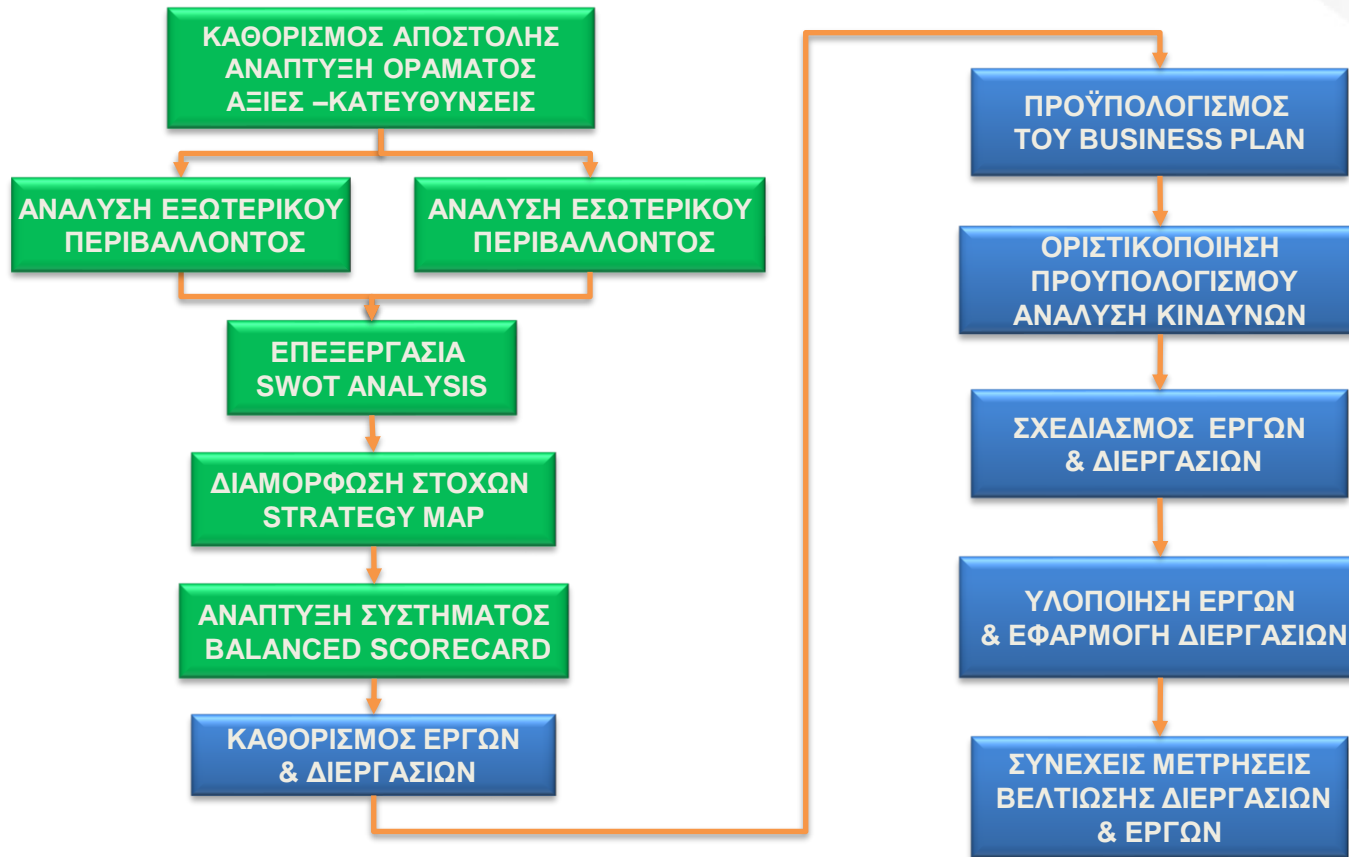 ΚΑΘΟΡΙΣΜΟΣ ΑΠΟΣΤΟΛΗΣ
ΑΝΑΠΤΥΞΗ ΟΡΑΜΑΤΟΣ
ΑΞΙΕΣ –ΚΑΤΕΥΘΥΝΣΕΙΣ
ΑΝΑΛΥΣΗ ΕΞΩΤΕΡΙΚΟΥ
ΠΕΡΙΒΑΛΛΟΝΤΟΣ
ΑΝΑΛΥΣΗ ΕΣΩΤΕΡΙΚΟΥ
ΠΕΡΙΒΑΛΛΟΝΤΟΣ
ΕΠΕΞΕΡΓΑΣΙΑ
SWOT ANALYSIS
ΔΙΑΜΟΡΦΩΣΗ ΣΤΟΧΩΝ
STRATEGY MAP
ΑΝΑΠΤΥΞΗ ΣΥΣΤΗΜΑΤΟΣ
BALANCED SCORECARD
ΚΑΘΟΡΙΣΜΟΣ ΕΡΓΩΝ
& ΔΙΕΡΓΑΣΙΩΝ
ΠΡΟΫΠΟΛΟΓΙΣΜΟΣ
ΤΟΥ BUSINESS PLAN
ΟΡΙΣΤΙΚΟΠΟΙΗΣΗ
ΠΡΟΥΠΟΛΟΓΙΣΜΟΥ
ΑΝΑΛΥΣΗ ΚΙΝΔΥΝΩΝ
ΣΧΕΔΙΑΣΜΟΣ ΕΡΓΩΝ
& ΔΙΕΡΓΑΣΙΩΝ
ΥΛΟΠΟΙΗΣΗ ΕΡΓΩΝ
& ΕΦΑΡΜΟΓΗ ΔΙΕΡΓΑΣΙΩΝ
ΣΥΝΕΧΕΙΣ ΜΕΤΡΗΣΕΙΣ
ΒΕΛΤΙΩΣΗΣ ΔΙΕΡΓΑΣΙΩΝ
& ΕΡΓΩΝ